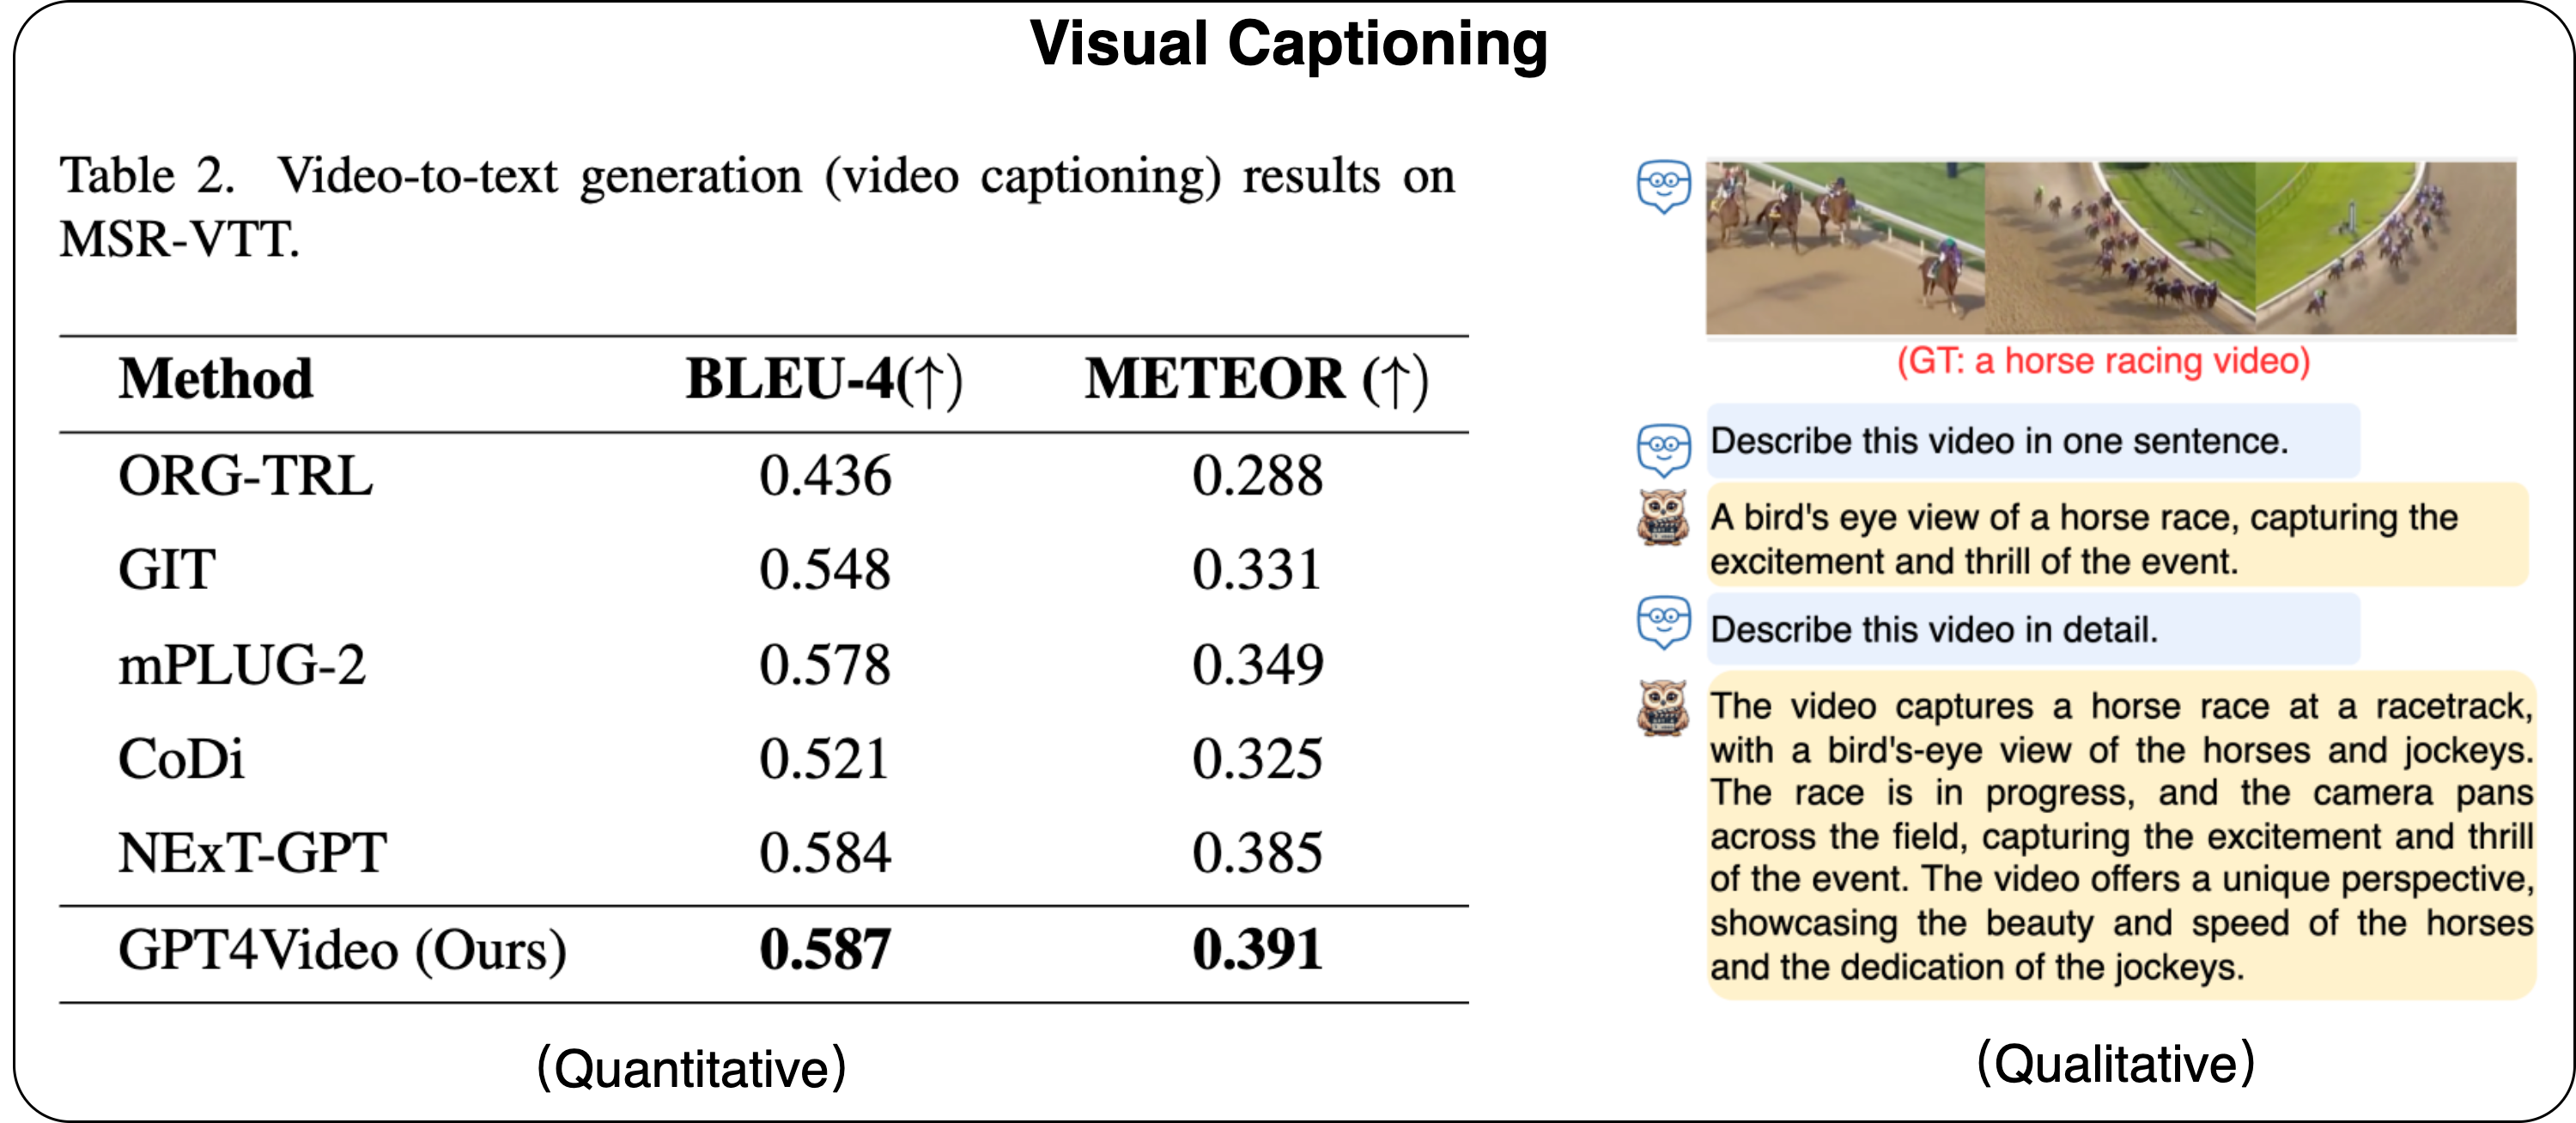 Visual Captioning
Table 2. Video-to-text generation (video captioning) results on
MSR-VTT.
Method BLEU-4(↑) METEOR (↑)
ORG-TRL 0.436 0.288
GIT 0.548 0.331
mPLUG-2 0.578 0.349
CoDi 0.521 0.325
NExT-GPT 0.584 0.385
GPT4Video (Ours) 0.587 0.391
(Quantitative)
(GT: a horse racing video)
Describe this video in one sentence.
A bird's eye view of a horse race, capturing the
excitement and thrill of the event.
Describe this video in detail.
The video captures a horse race at a racetrack,
with a bird's-eye view of the horses and jockeys.
The race is in progress, and the camera pans
across the field, capturing the excitement and thrill
of the event. The video offers a unique perspective,
showcasing the beauty and speed of the horses
and the dedication of the jockeys.
(Qualitative)